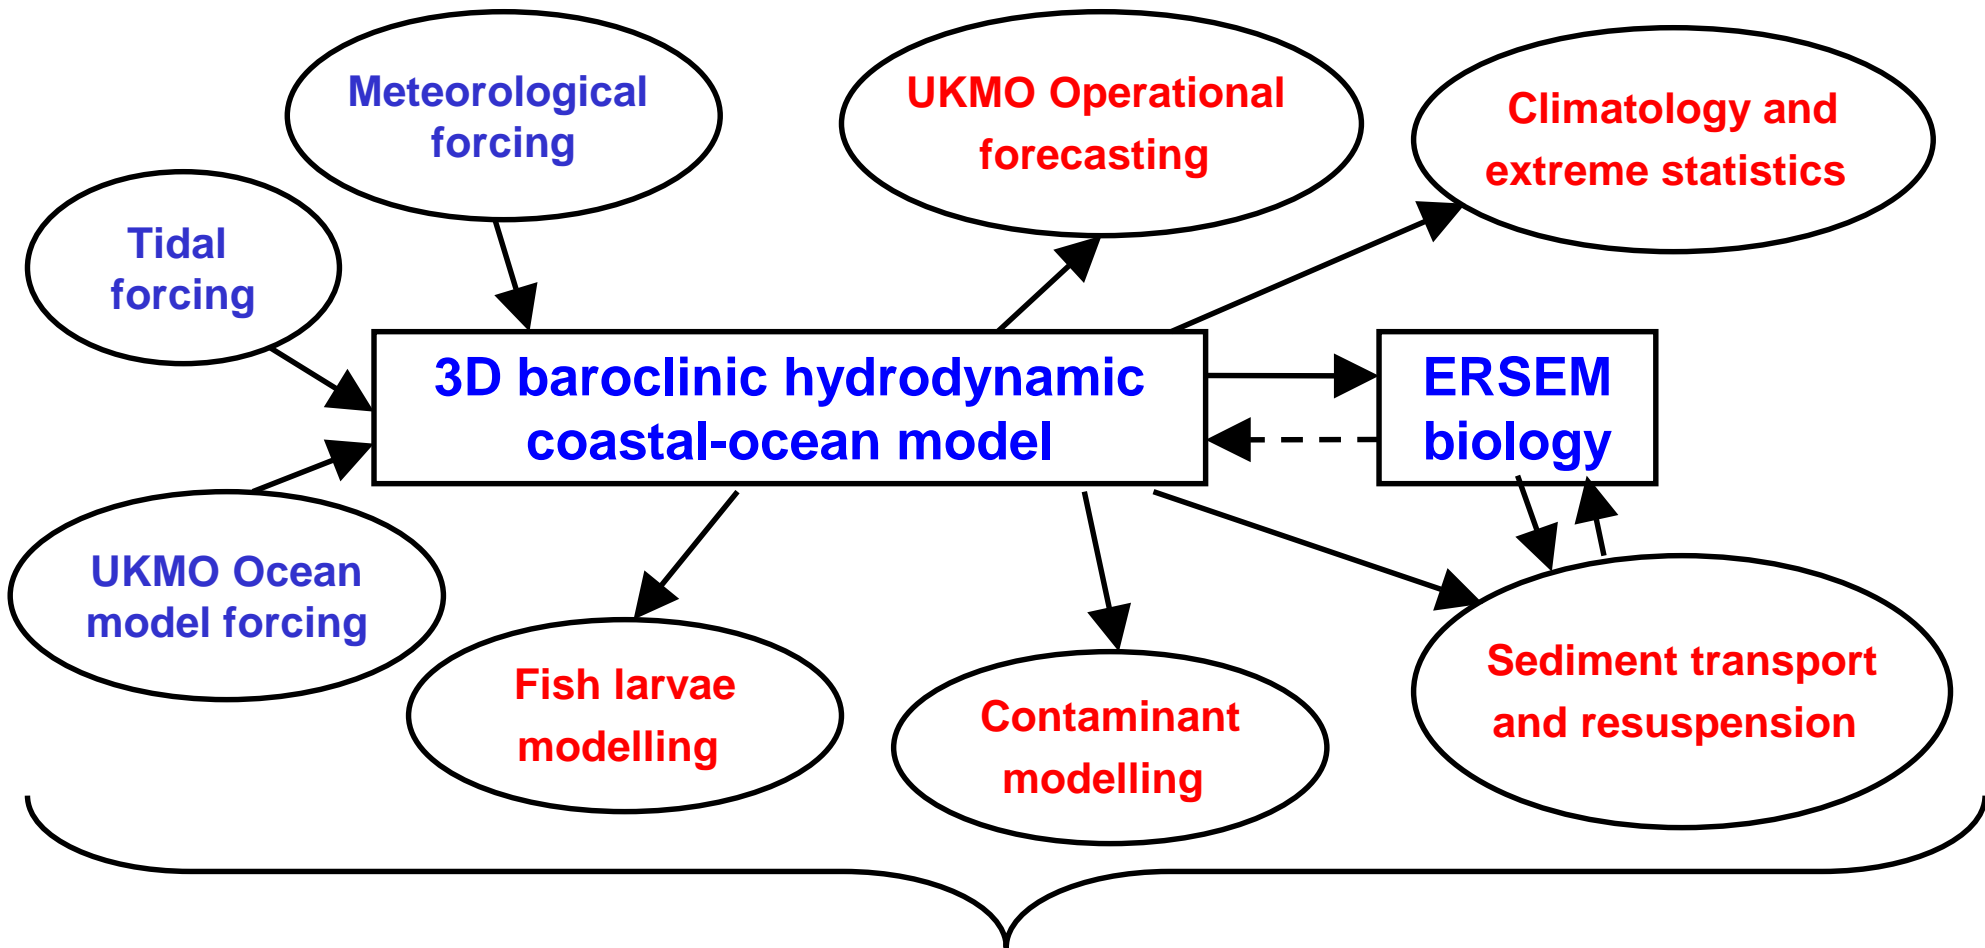 Meteorological
forcing
UKMO Operational
forecasting
Climatology and
extreme statistics
Tidal
forcing
3D baroclinic hydrodynamic
coastal-ocean model
ERSEM
biology
UKMO Ocean
model forcing
Fish larvae
modelling
Contaminant
modelling
Sediment transport
and resuspension